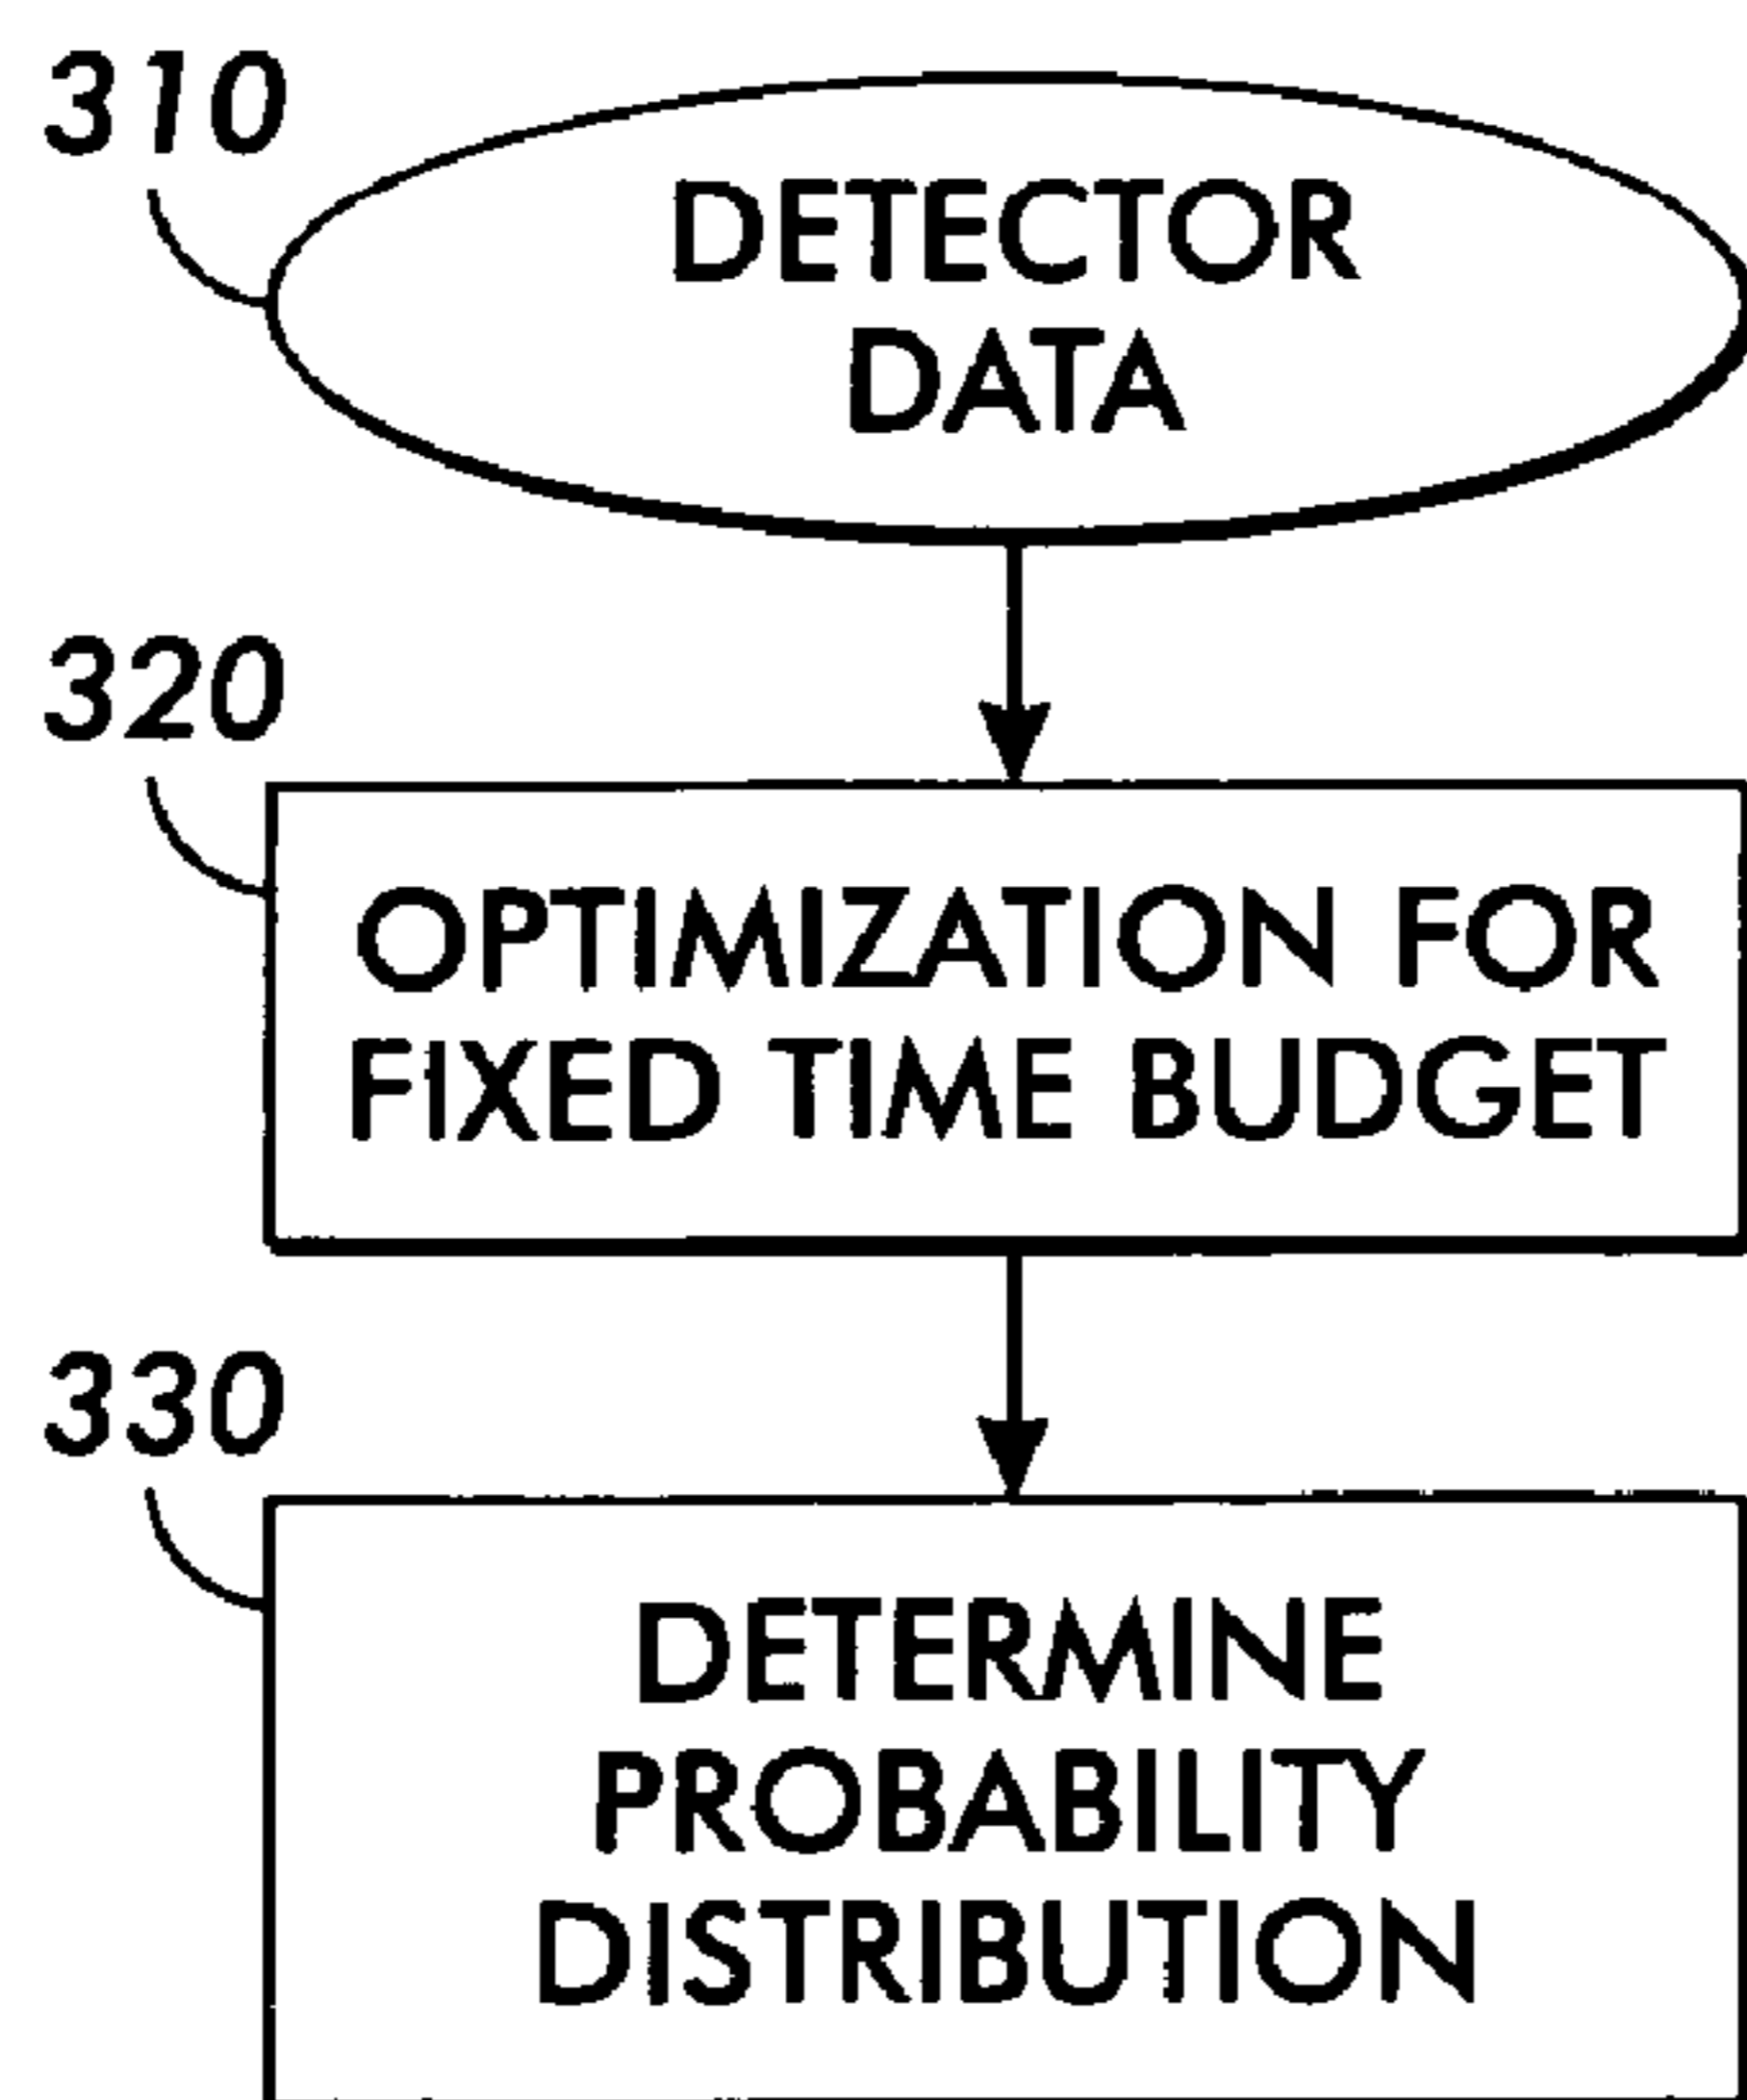 310
DETECTOR
DATA
320
OPTIMIZATION FOR
FIXED TIME BUDGET
330
DETERMINE
PROBABILITY
DISTRIBUTION